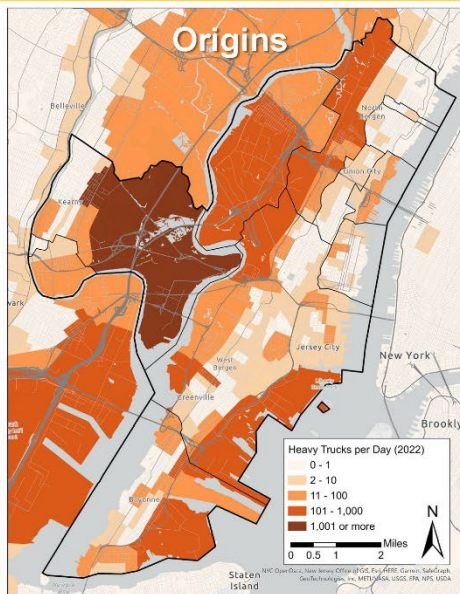 Origins
Belleville
North
Bergen
Union City
Kearny
Jersey City
New York
West
Bergen
Greenville
Brookly
Bayonne
Heavy Trucks per Day (2022)
0 - 1
2 - 10
11 - 100
101 - 1,000
1,001 or more
0 0.5 1 2 Miles
N
Staten
Island
NYC OpenData, New Jersey Office of GIS, Esri, HERE, Garmin, SafeGraph,
GeoTechnologies, Inc, METI/NASA, USGS, EPA, NPS, USDA